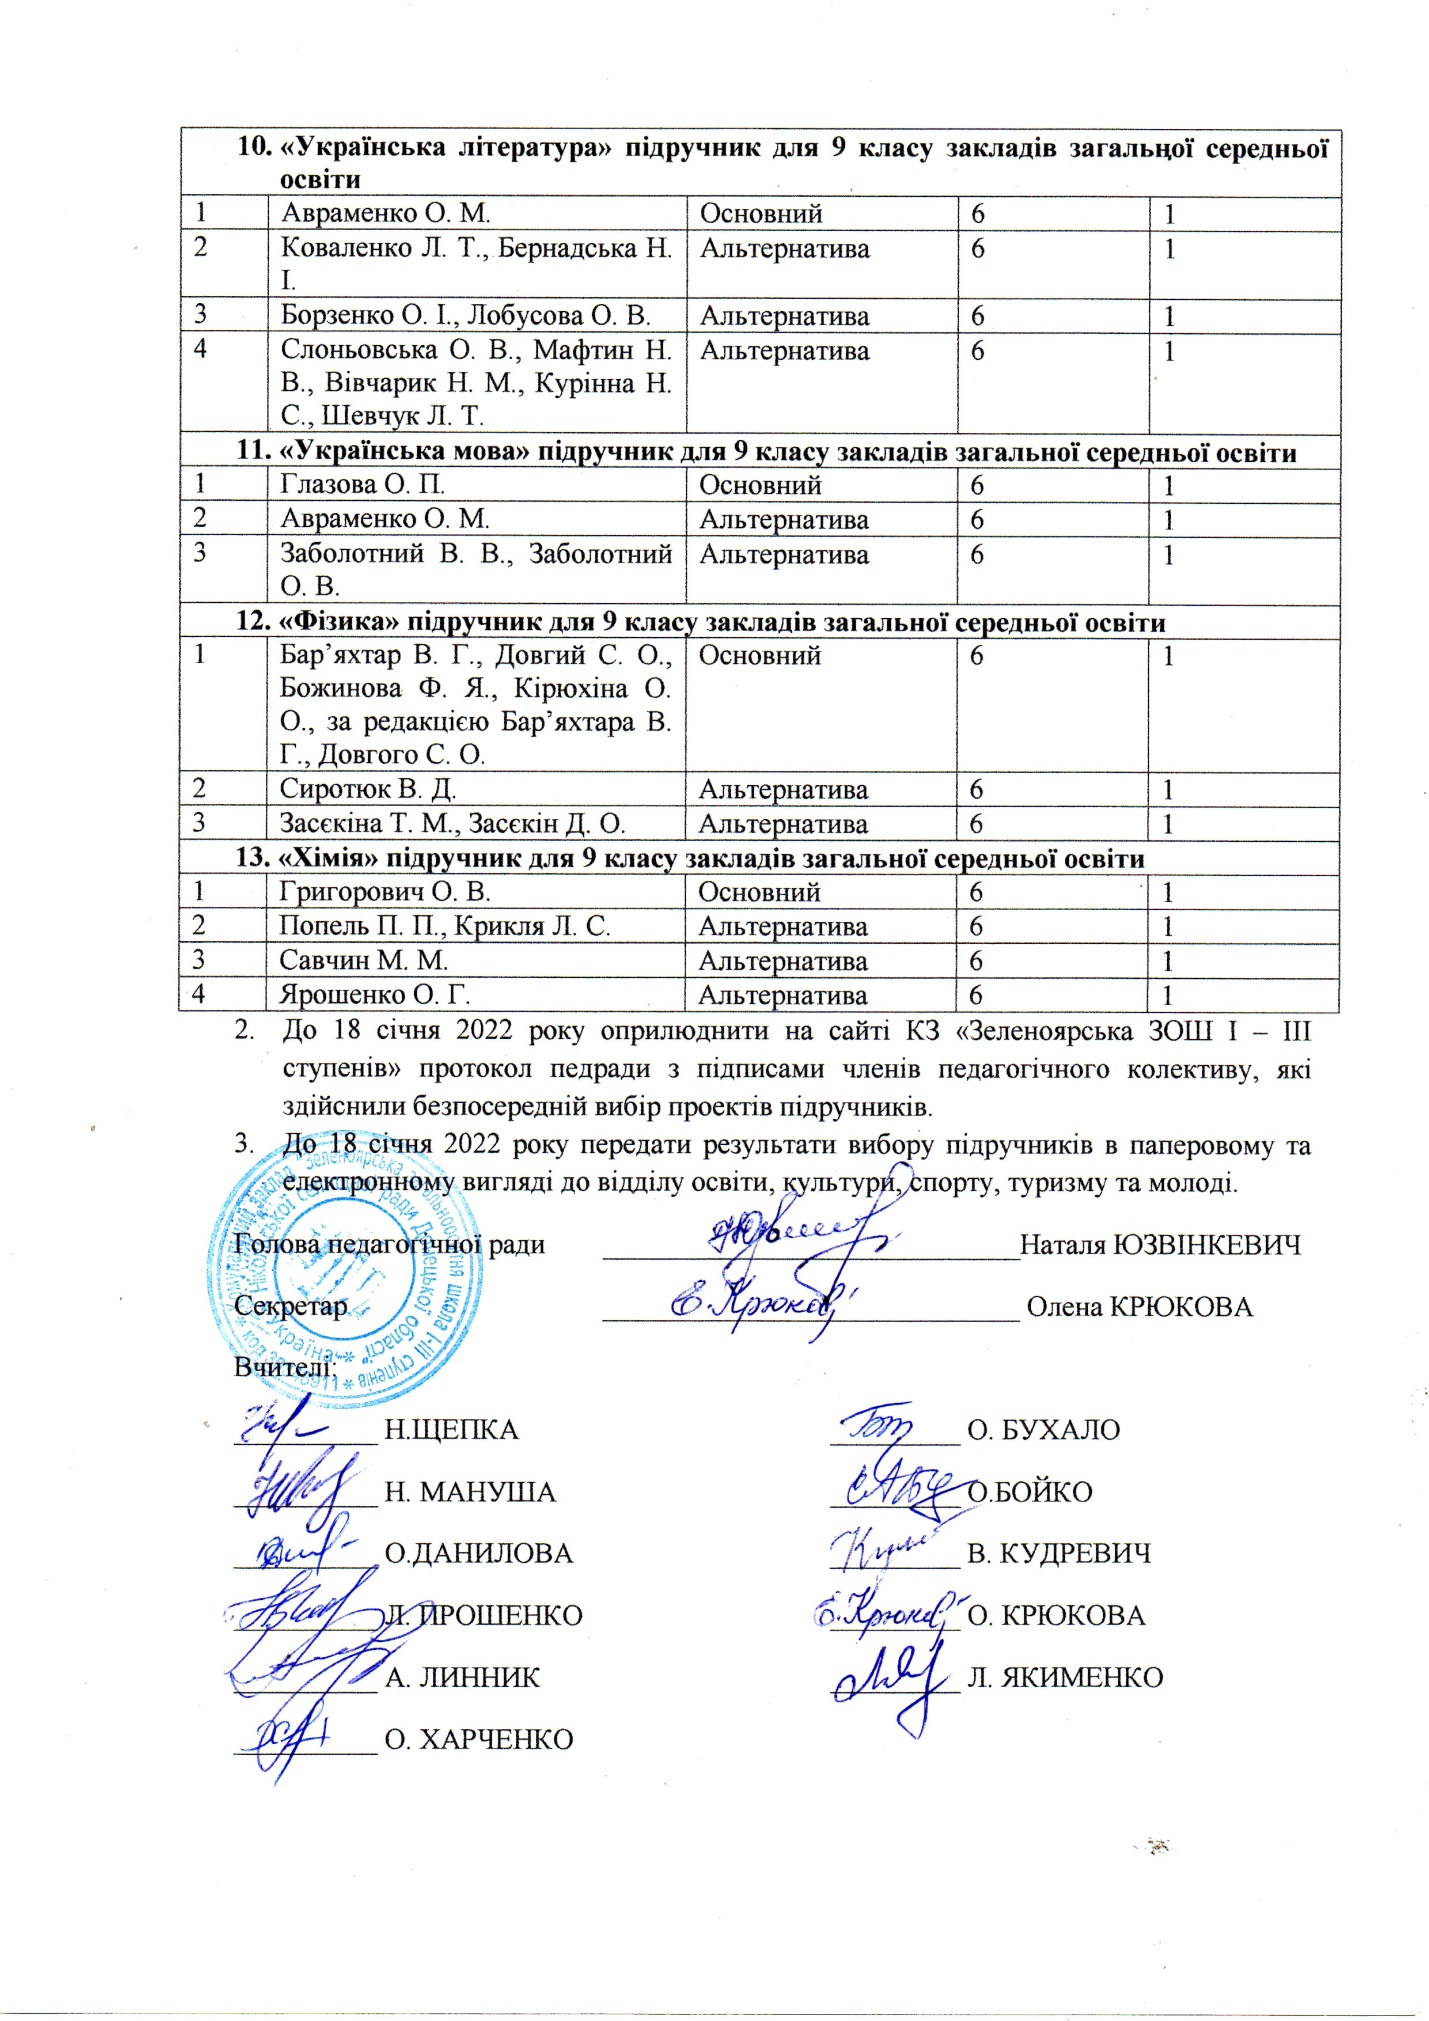 10. «Українська література» підручник для 9 класу закладів загальної середньої
освіти
1 Авраменко О. М. Основний 6 1
2 Коваленко Л. Т., Бернадська Н. Альтернатива 6 1
І.
3 Борзенко О. І., Лобусова О. В. Альтернатива 6 1
4 Слоньовська О. В., Мафтин Н. Альтернатива 6 1
В., Вівчарик Н. М., Курінна Н.
С., Шевчук Л. Т.
11. «Українська мова» підручник для 9 класу закладів загальної середньої освіти
1 Глазова О. П. Основний 6 1
2 Авраменко О. М. Альтернатива 6 1
3 Заболотний В. В., Заболотний Альтернатива 6 1
О. В.
12. «Фізика» підручник для 9 класу закладів загальної середньої освіти
1 Бар’яхтар В. Г., Довгий С. О., Основний 6 1
Божинова Ф. Я., Кірюхіна О.
О., за редакцією Бар’яхтара В.
Г., Довгого С. О.
2 Сиротюк В. Д. Альтернатива 6 1
3 Засєкіна Т. М., Засєкін Д. О. Альтернатива 6 1
13. «Хімія» підручник для 9 класу закладів загальної середньої освіти
1 Григорович О. В. Основний 6 1
2 Попель П. П., Крикля Л. С. Альтернатива 6 1
3 Савчин М. М. Альтернатива 6 1
4 Ярошенко О. Г. Альтернатива 6 1
2. До 18 січня 2022 року оприлюднити на сайті КЗ «Зеленоярська ЗОШ І – ІІІ
ступенів» протокол педради з підписами членів педагогічного колективу, які
здійснили безпосередній вибір проектів підручників.
3. До 18 січня 2022 року передати результати вибору підручників в паперовому та
електронному вигляді до відділу освіти, культури, спорту, туризму та молоді.
Голова педагогічної ради Наталя ЮЗВІНКЕВИЧ
Секретар Е.Крюкова Олена КРЮКОВА
Вчителі:
Н.ЩЕПКА О. БУХАЛО
Н. МАНУША О.БОЙКО
О.ДАНИЛОВА В. КУДРЕВИЧ
Л. ПРОШЕНКО Е.Крюкова О. КРЮКОВА
А. ЛИННИК Л. ЯКИМЕНКО
О. ХАРЧЕНКО